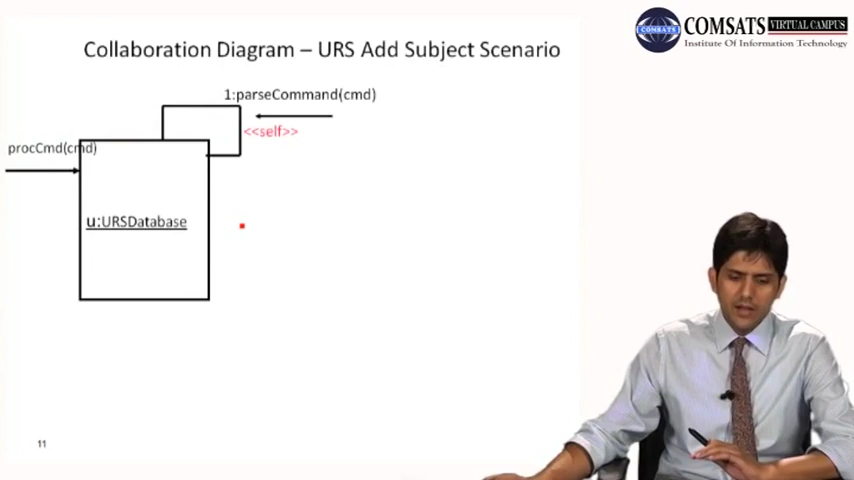 Collaboration Diagram – URS Add Subject Scenario
COMSATS VIRTUAL CAMPUS
Institute Of Information Technology
COMSATS
1:parseCommand(cmd)
<<self>>
procCmd(cmd)
u:URSDatabase
11